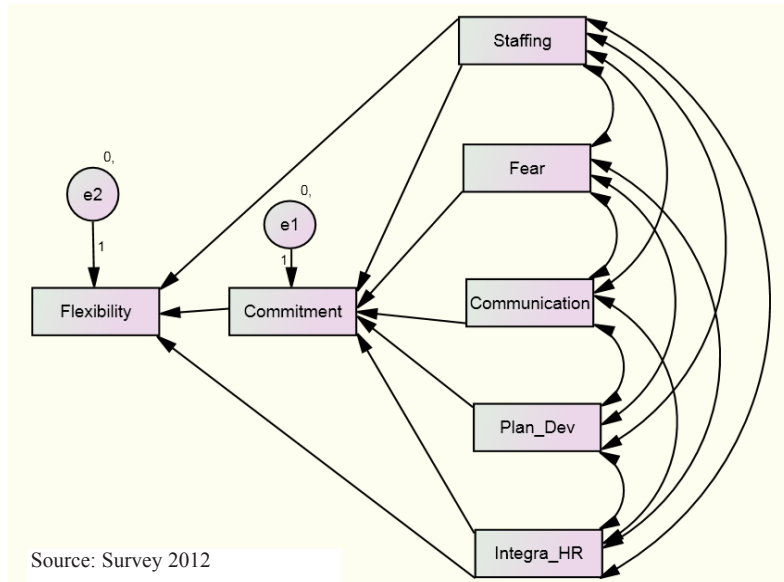 Staffing
0,
e2
Fear
0,
e1
1
1
Flexibility
Commitment
Communication
Plan_Dev
Integra_HR
Source: Survey 2012